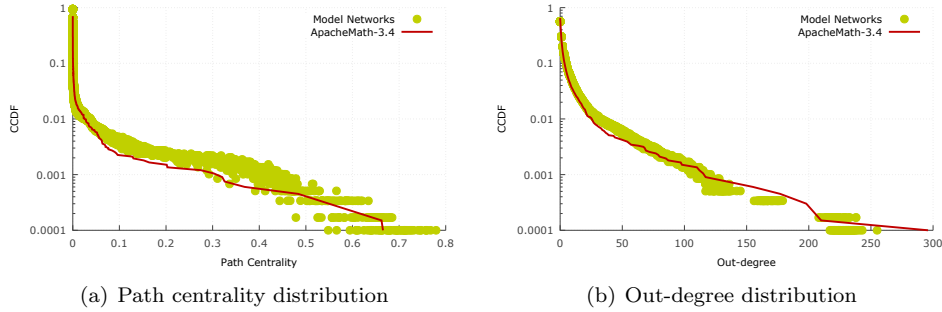 1
0.1
0.01
0.001
0.0001
CCDF
0 0.1 0.2 0.3 0.4 0.5 0.6 0.7 0.8
Path Centrality
Model Networks
ApacheMath-3.4
(a) Path centrality distribution
1
0.1
0.01
0.001
0.0001
CCDF
0 50 100 150 200 250 300
Out-degree
Model Networks
ApacheMath-3.4
(b) Out-degree distribution